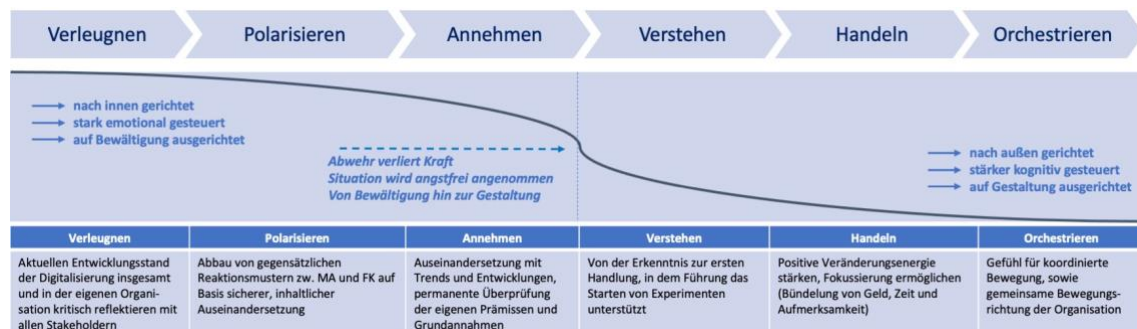 Verleugnen
Polarisieren
Annehmen
Verstehen
Handeln
Orchestrieren
nach innen gerichtet
stark emotional gesteuert
auf Bewältigung ausgerichtet
Abwehr verliert Kraft
Situation wird angstfrei angenommen
Von Bewältigung hin zur Gestaltung
nach außen gerichtet
stärker kognitiv gesteuert
auf Gestaltung ausgerichtet
Verleugnen
Aktuellen Entwicklungsstand
der Digitalisierung insgesamt
und in der eigenen Organi-
sation kritisch reflektieren mit
allen Stakeholdern
Polarisieren
Abbau von gegensätzlichen
Reaktionsmustern zw. MA und FK auf
Basis sicherer, inhaltlicher
Auseinandersetzung
Annehmen
Auseinandersetzung mit
Trends und Entwicklungen,
permanente Überprüfung
der eigenen Prämissen und
Grundannahmen
Verstehen
Von der Erkenntnis zur ersten
Handlung, in dem Führung das
Starten von Experimenten
unterstützt
Handeln
Positive Veränderungsenergie
stärken, Fokussierung ermöglichen
(Bündelung von Geld, Zeit und
Aufmerksamkeit)
Orchestrieren
Gefühl für koordinierte
Bewegung, sowie
gemeinsame Bewegungs-
richtung der Organisation